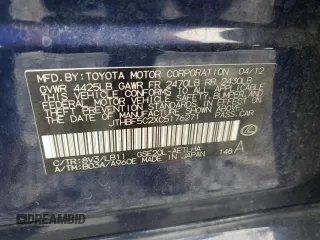 MFD. BY: TOYOTA MOTOR CORPORATION 04/12
GVWR 4425LB GAWR FR 2470LB RR 2430LB
THIS VEHICLE CONFORMS TO ALL APPLICABLE
FEDERAL MOTOR VEHICLE SAFETY, BUMPER, AND
THEFT PREVENTION STANDARDS IN EFFECT ON
THE DATE OF MANUFACTURE SHOWN ABOVE.
JTHBF5C2XC5176271 PASS. CAR
C/TR: 8V3/LB11 GSE20L-AETLHA
A/TM: B03A/A960E MADE IN JAPAN 148 A